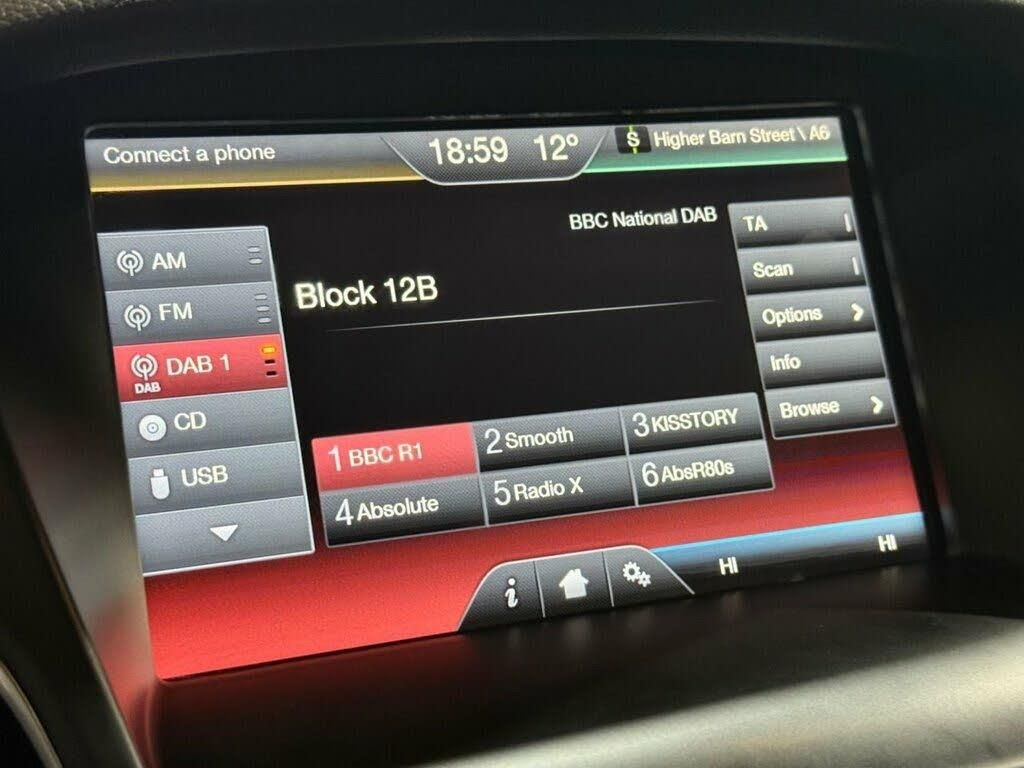 Connect a phone
18:59 12°
S Higher Barn Street \ A6
BBC National DAB
Block 12B
AM
FM
DAB 1
DAB
CD
USB
TA
Scan
Options
Info
Browse
1 BBC R1
2 Smooth
3 KISSTORY
4 Absolute
5 Radio X
6 AbsR80s
i
HI
HI